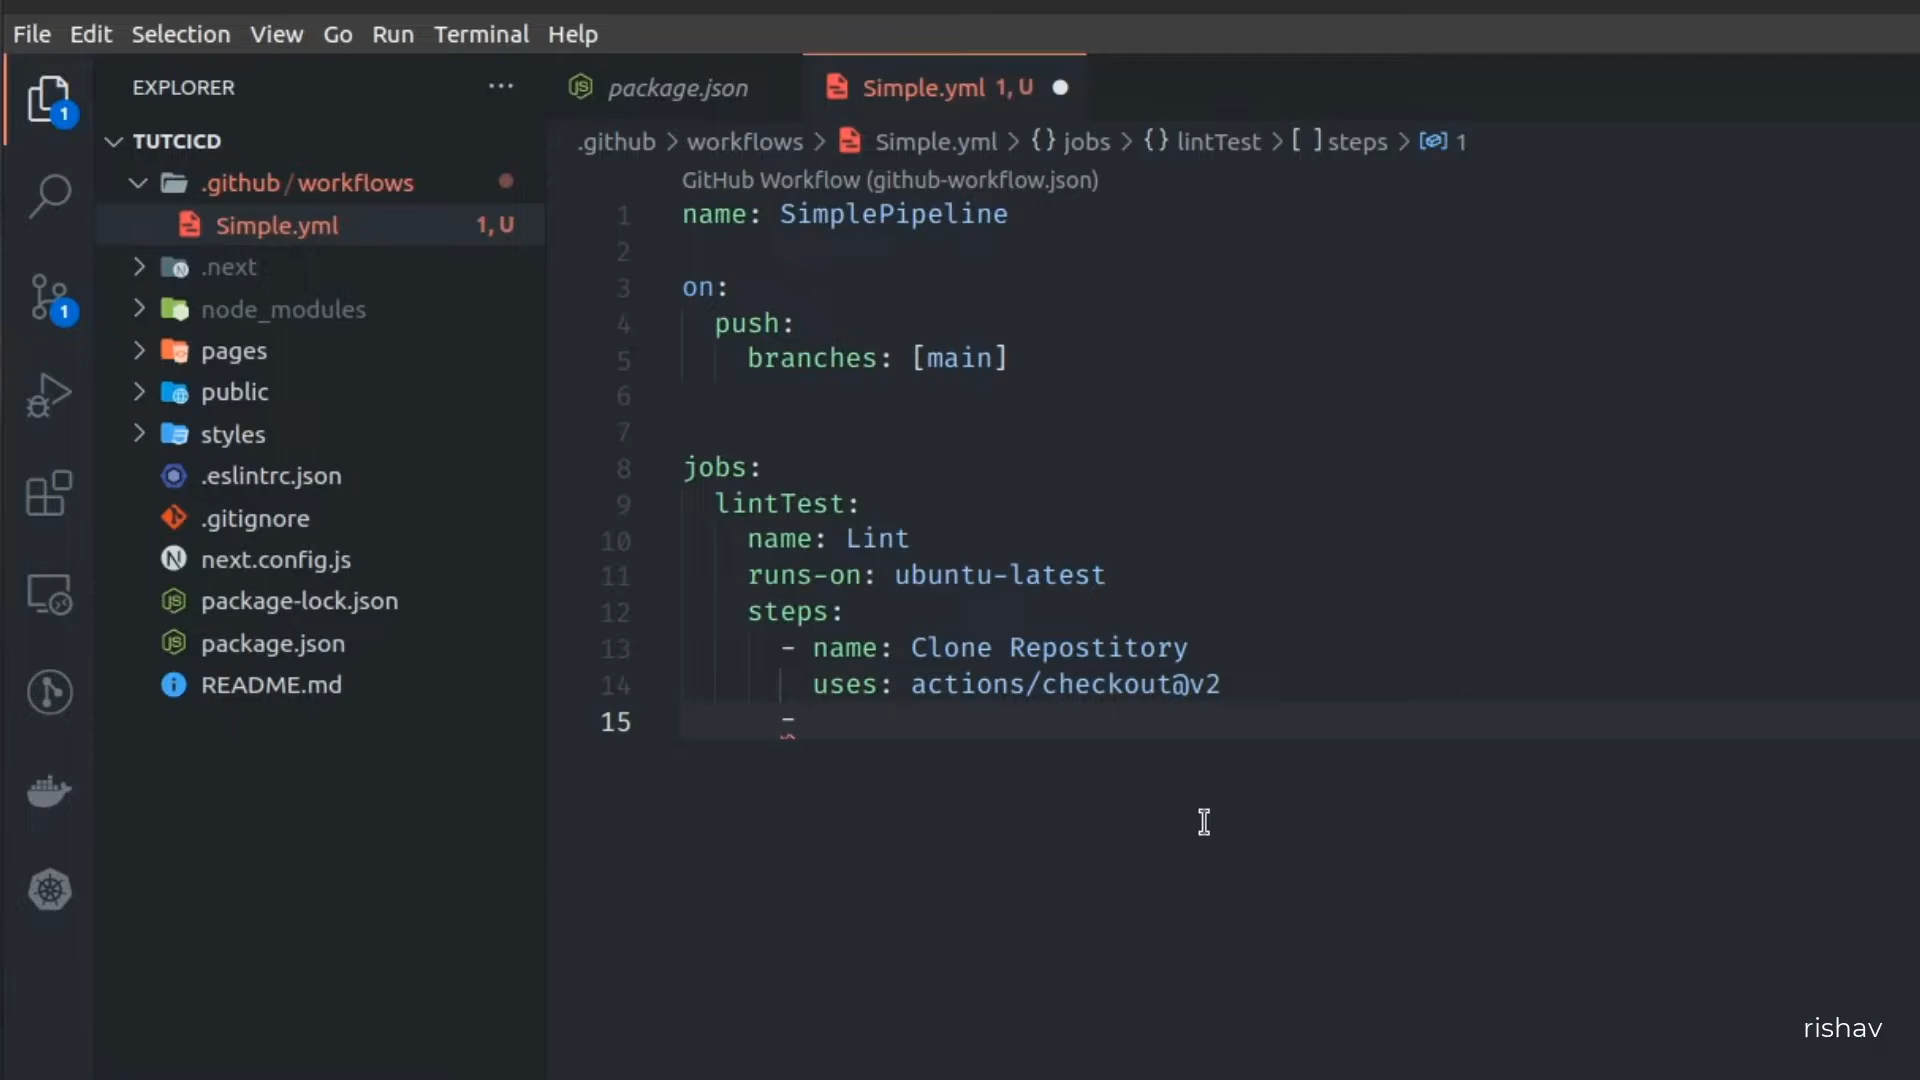 File Edit Selection View Go Run Terminal Help
EXPLORER ... package.json Simple.yml 1, U
TUTCICD
.github > workflows > Simple.yml > {} jobs > {} lintTest > [ ] steps > 1
.github / workflows
GitHub Workflow (github-workflow.json)
Simple.yml 1, U
.next
node_modules
pages
public
styles
.eslintrc.json
.gitignore
next.config.js
package-lock.json
package.json
README.md
1 name: SimplePipeline
2
3 on:
4 push:
5 branches: [main]
6
7
8 jobs:
9 lintTest:
10 name: Lint
11 runs-on: ubuntu-latest
12 steps:
13 - name: Clone Repostitory
14 uses: actions/checkout@v2
15 -
1
1
rishav